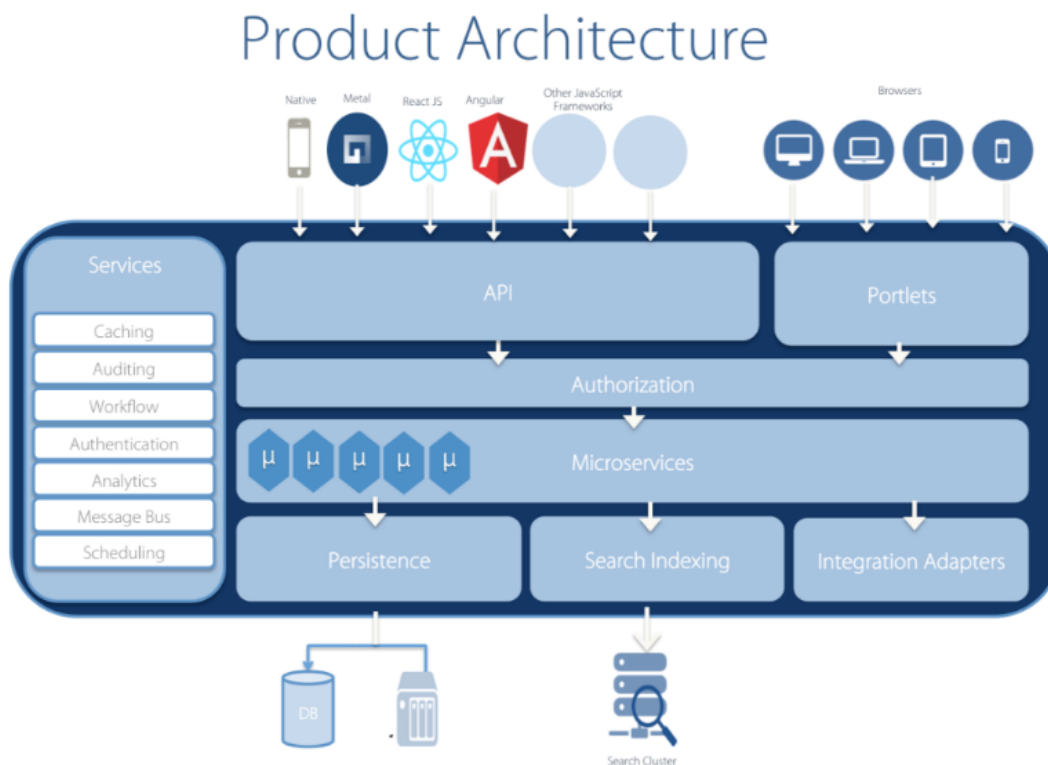 Product Architecture
Native
Metal
React JS
Angular
Other JavaScript
Frameworks
Browsers
A
Services
Caching
Auditing
Workflow
Authentication
Analytics
Message Bus
Scheduling
API
Portlets
Authorization
μ μ μ μ μ
Microservices
Persistence
Search Indexing
Integration Adapters
DB
Search Cluster